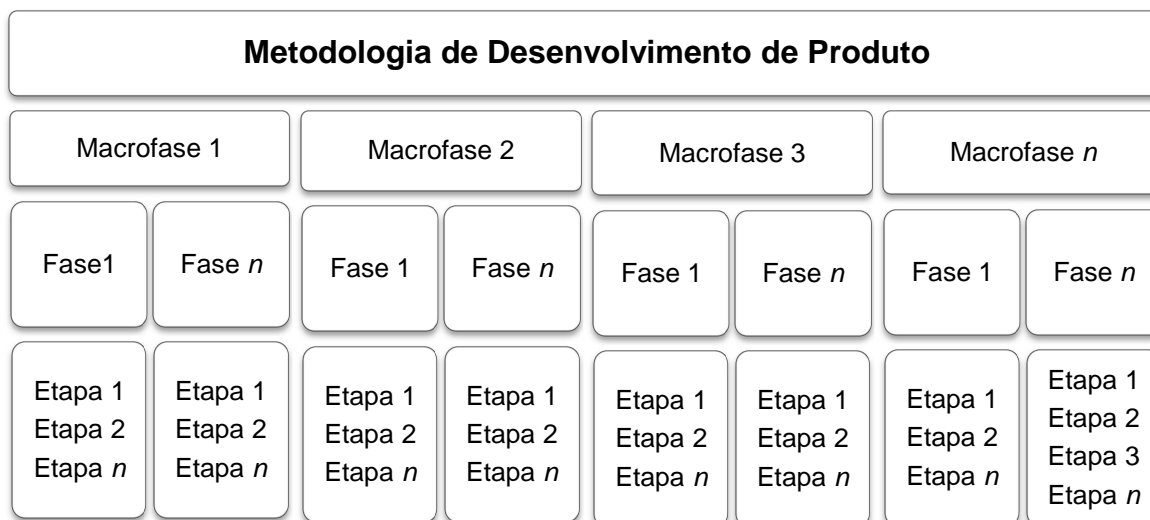 Metodologia de Desenvolvimento de Produto
Macrofase 1
Macrofase 2
Macrofase 3
Macrofase n
Fase1
Fase n
Fase 1
Fase n
Fase 1
Fase n
Fase 1
Fase n
Etapa 1
Etapa 2
Etapa n
Etapa 1
Etapa 2
Etapa n
Etapa 1
Etapa 2
Etapa n
Etapa 1
Etapa 2
Etapa n
Etapa 1
Etapa 2
Etapa n
Etapa 1
Etapa 2
Etapa n
Etapa 1
Etapa 2
Etapa n
Etapa 1
Etapa 2
Etapa 3
Etapa n